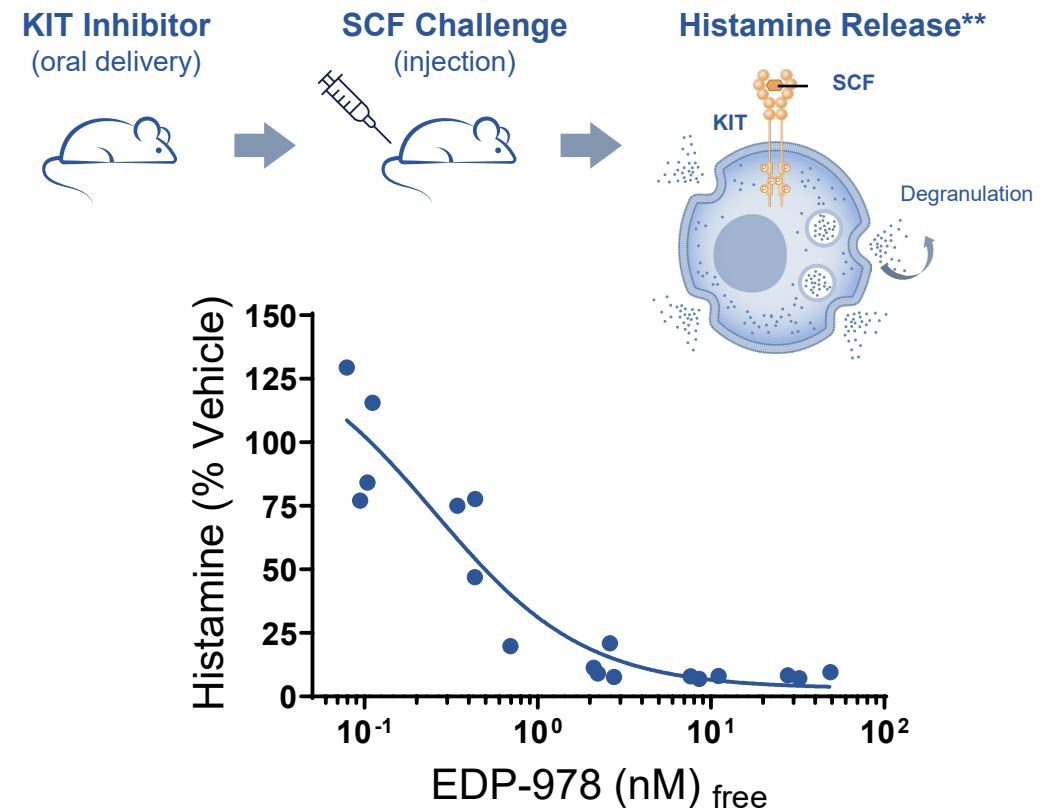 KIT Inhibitor
(oral delivery)
SCF Challenge
(injection)
Histamine Release**
SCF
KIT
P P
P P P
P P
Degranulation
Histamine (% Vehicle)
150
125
100
75
50
25
0
10-1
100
101
102
EDP-978 (nM) free